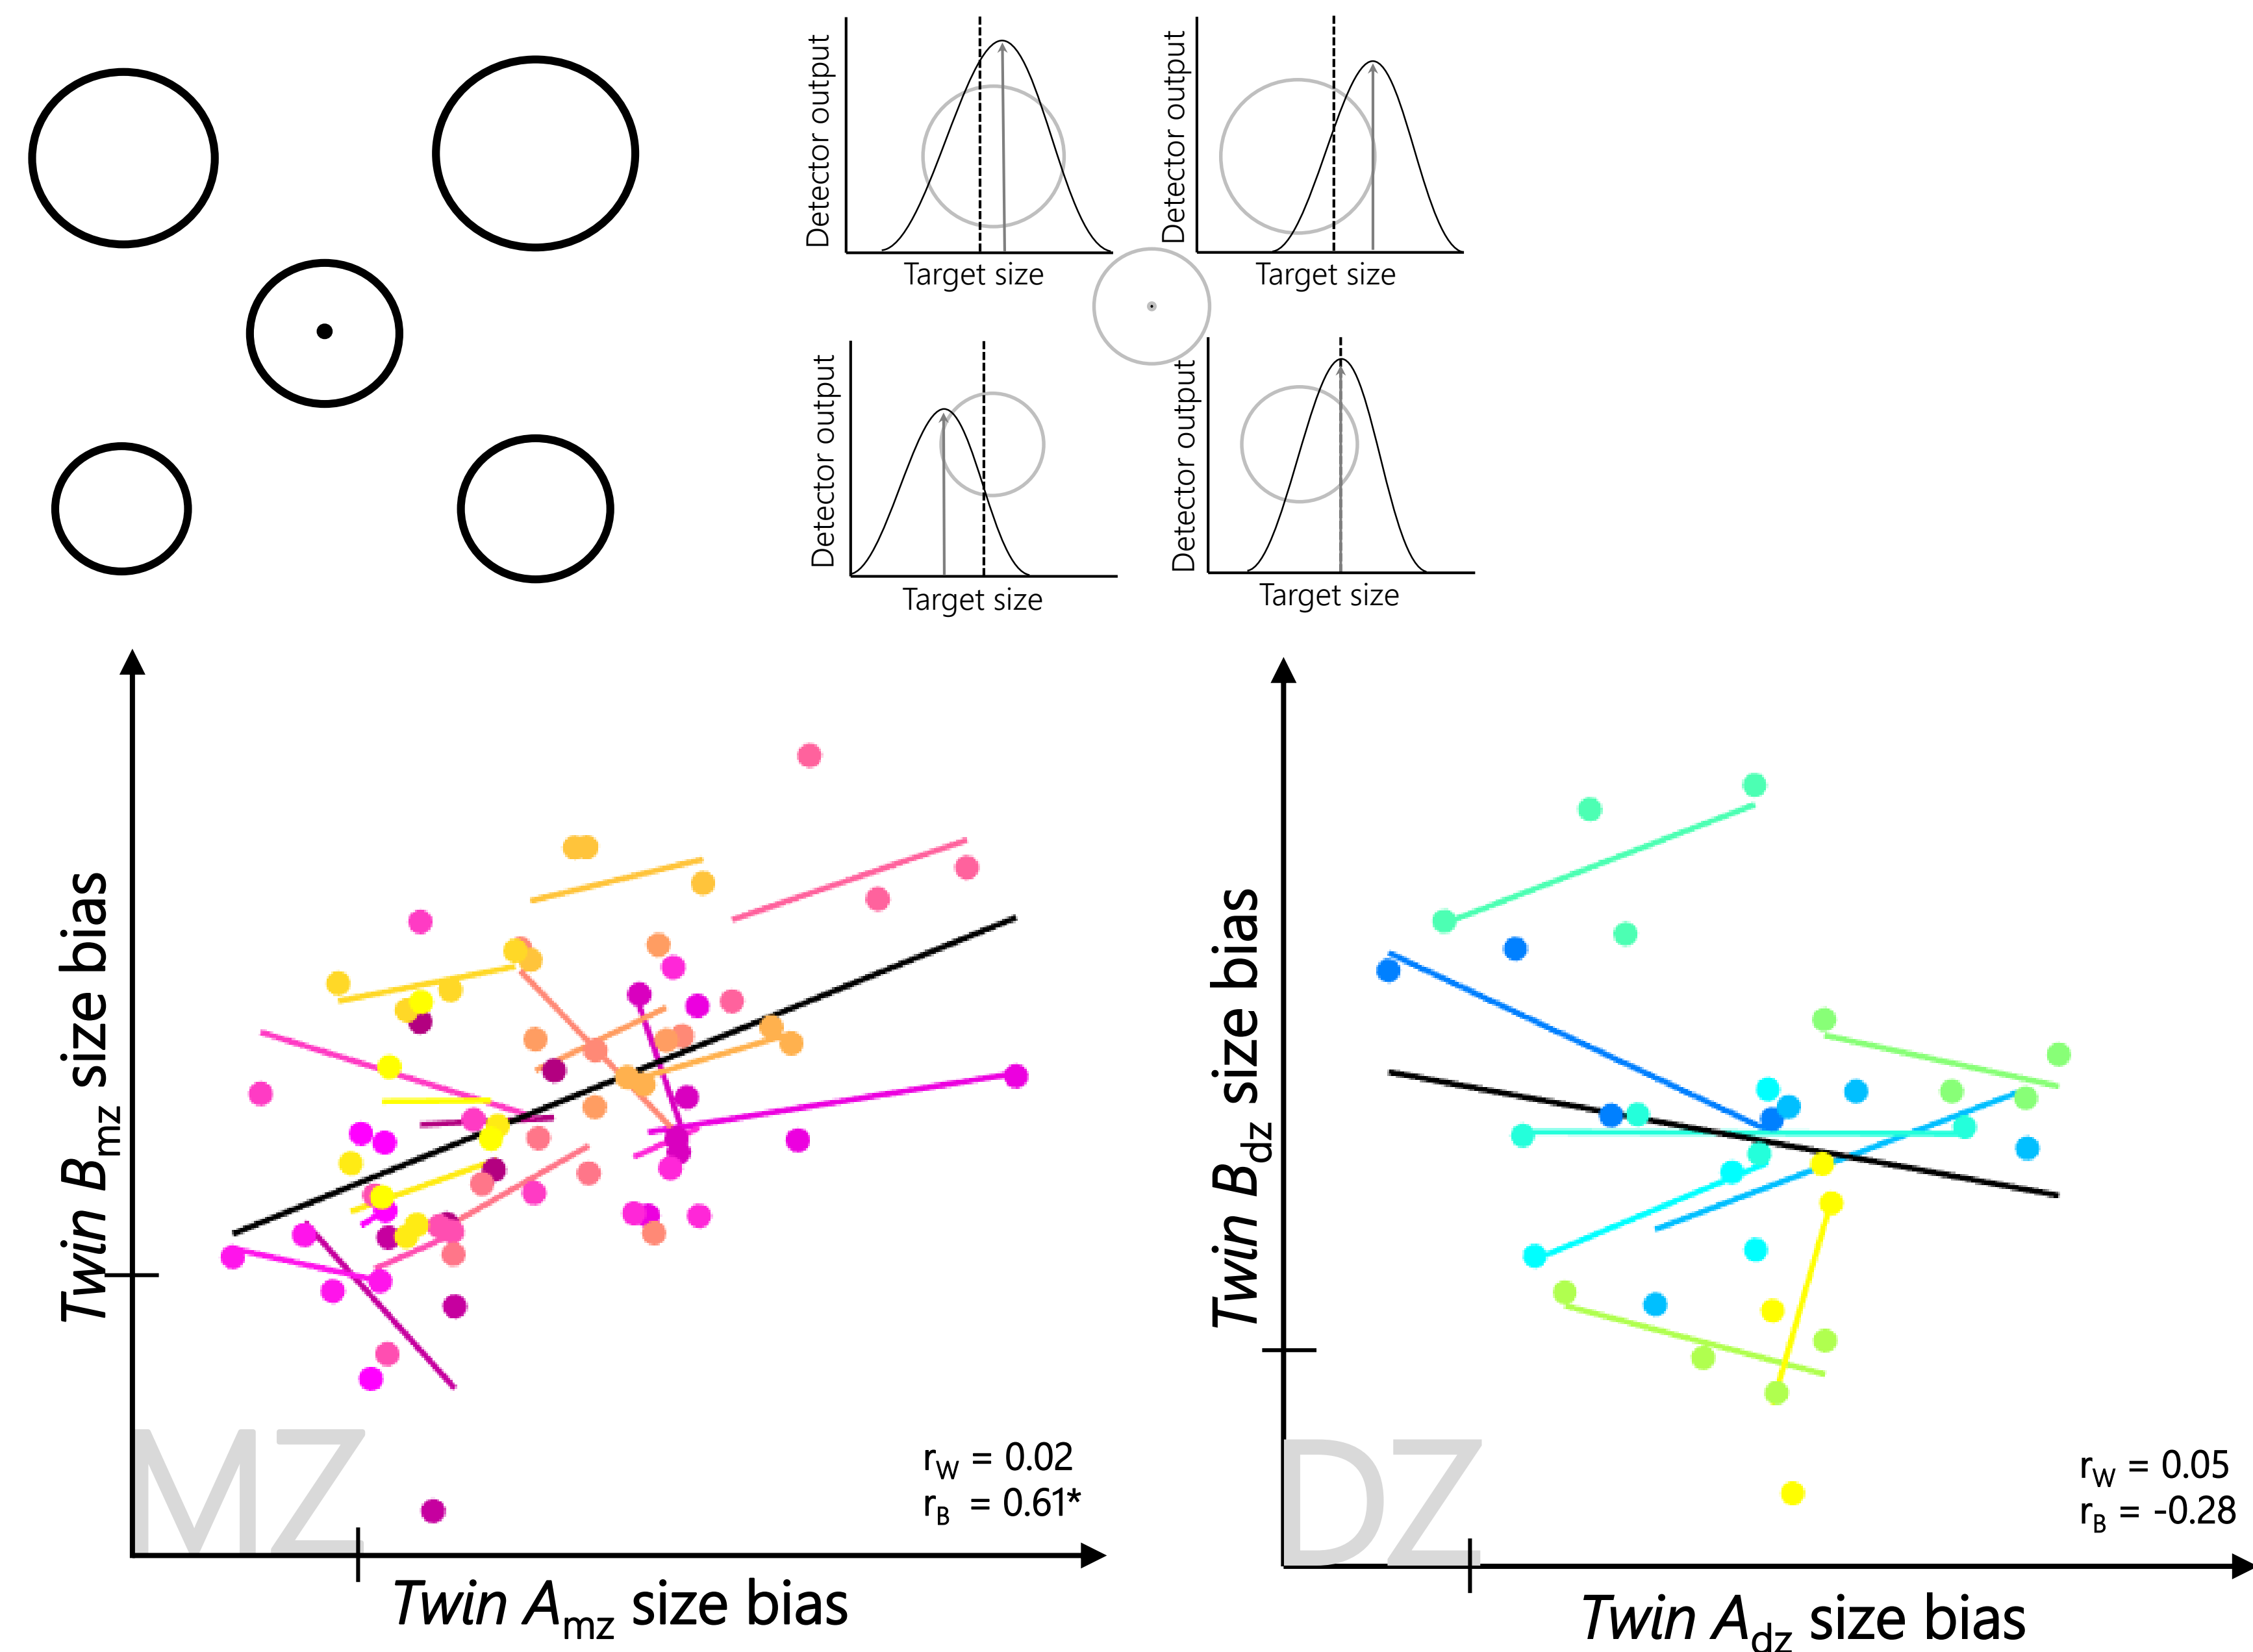 Detector output
Target size
Detector output
Target size
Detector output
Target size
Detector output
Target size
Twin Bmz size bias
MZ
rW = 0.02
rB = 0.61*
Twin Amz size bias
Twin Bdz size bias
DZ
rW = 0.05
rB = -0.28
Twin Adz size bias